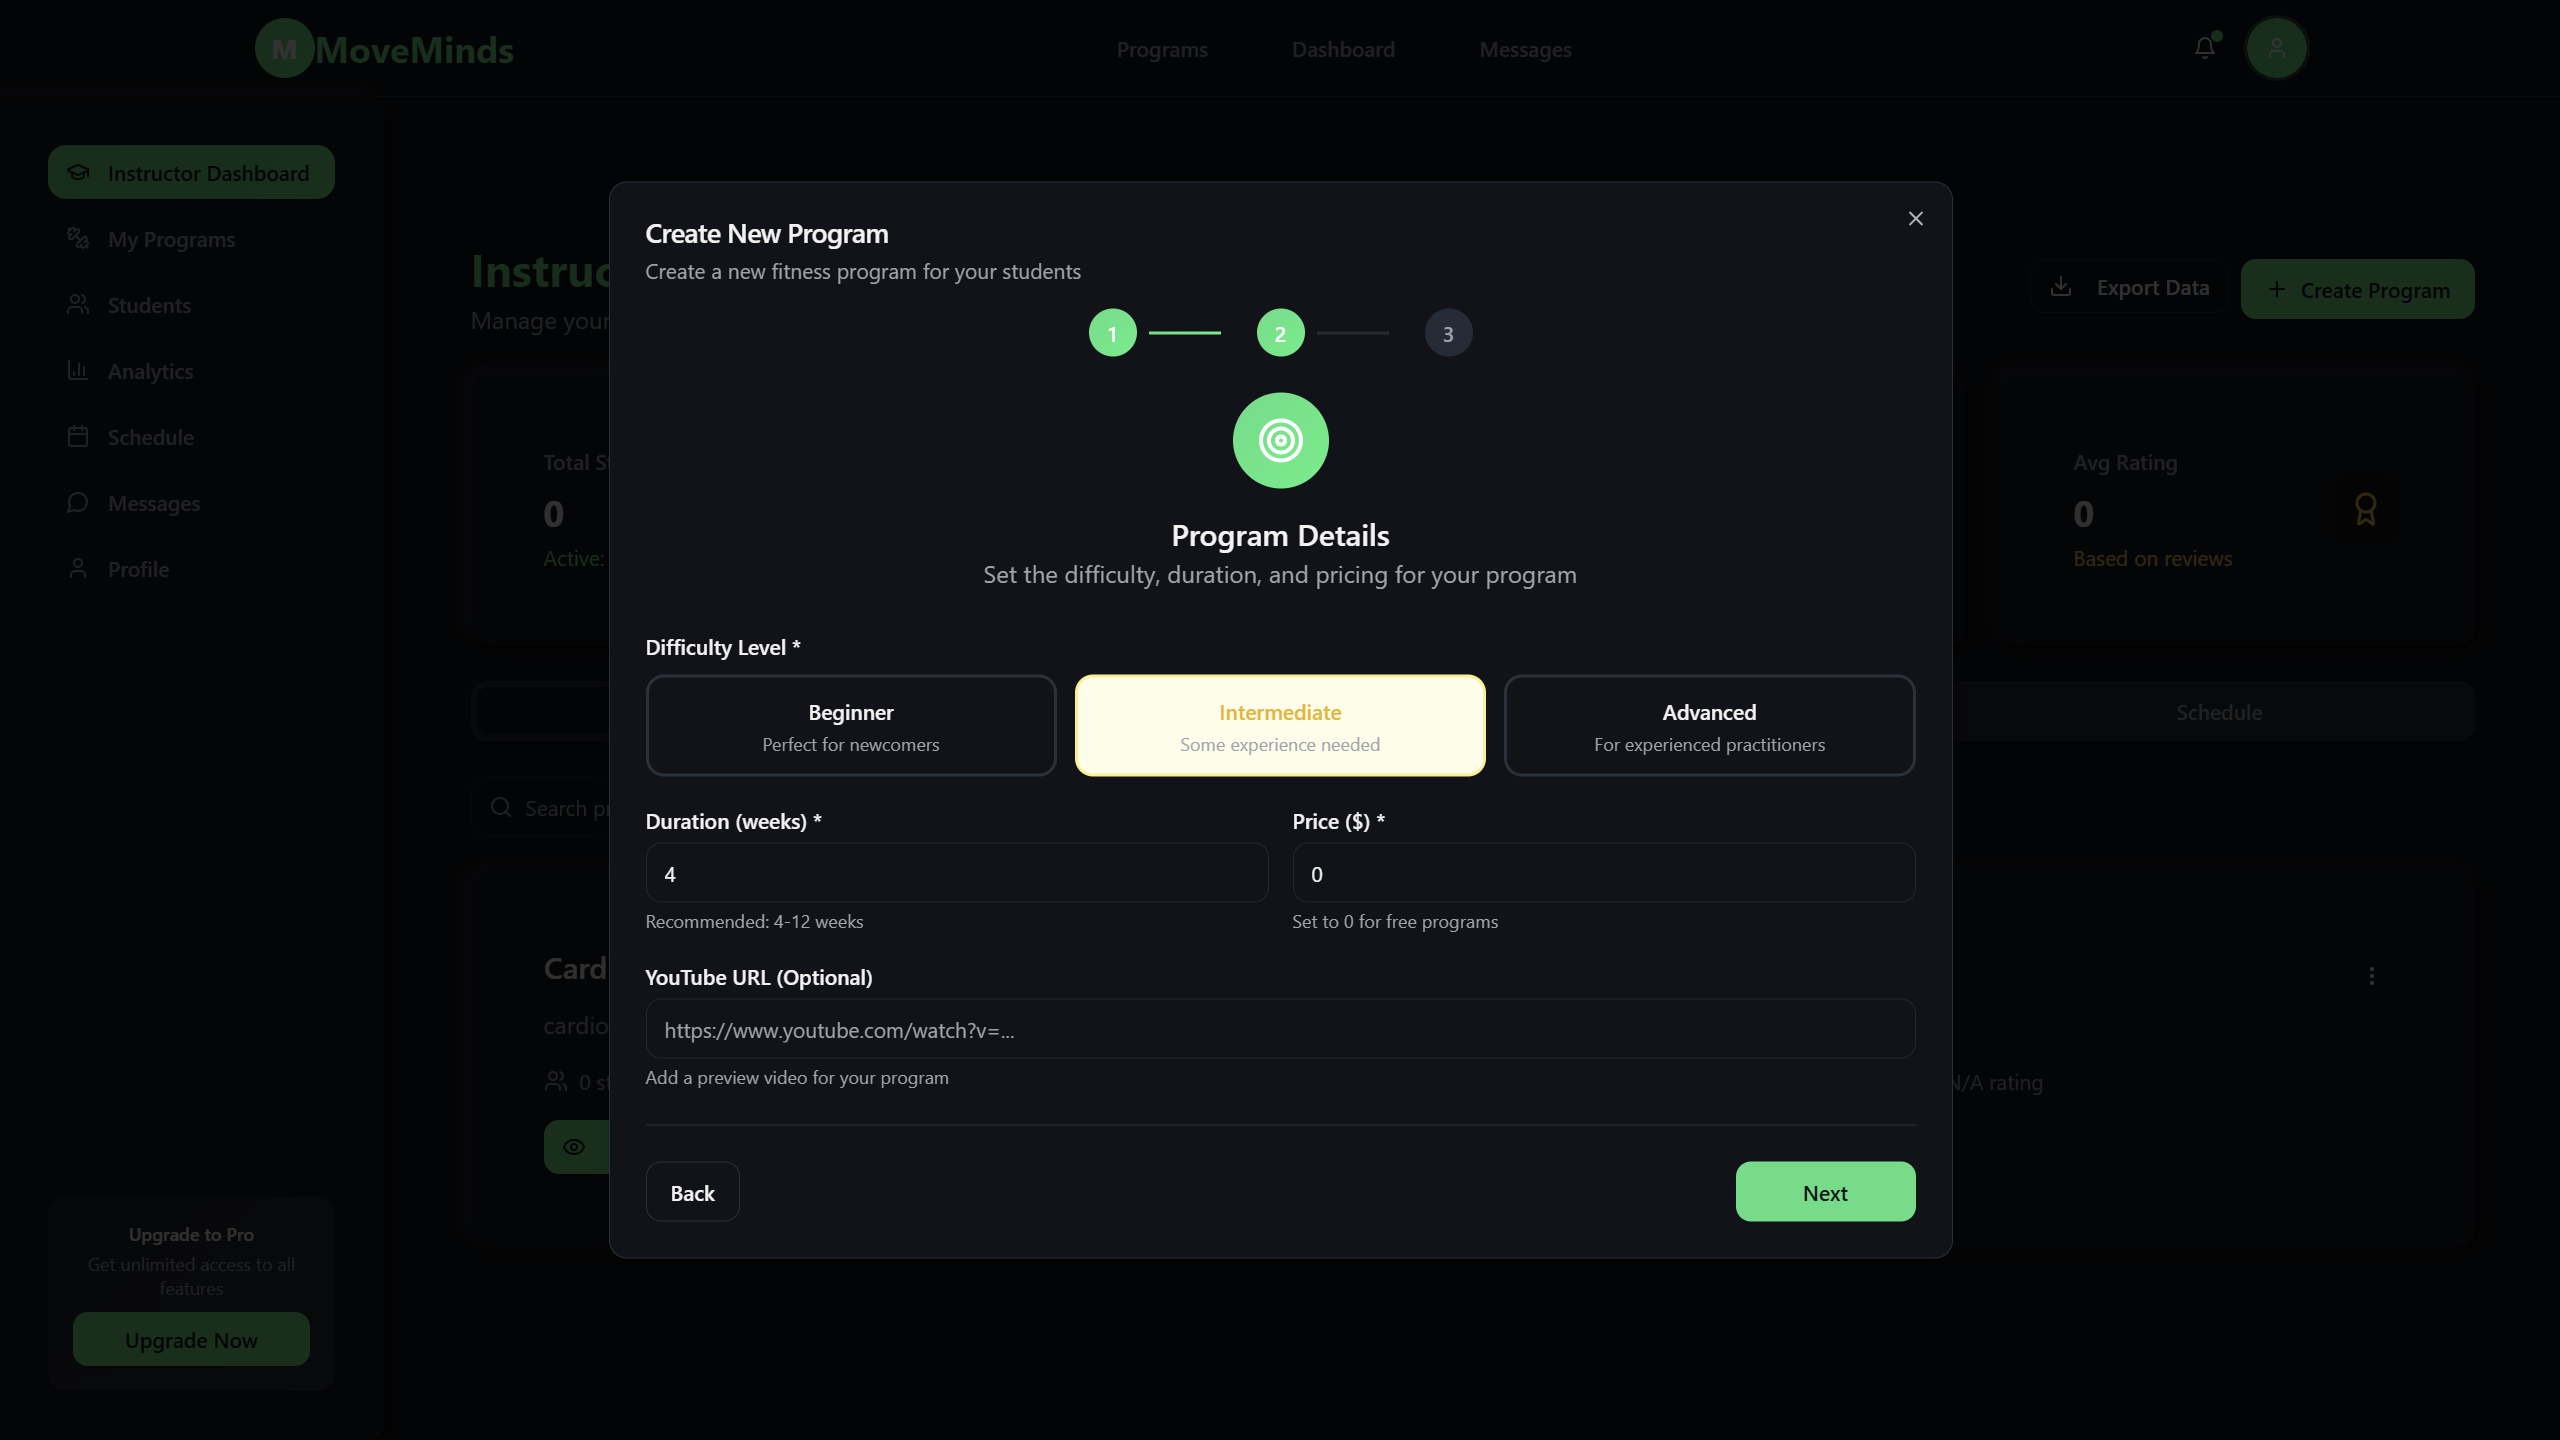 M MoveMinds
Programs
Dashboard
Messages
Instructor Dashboard
My Programs
Students
Analytics
Schedule
Messages
Profile
Upgrade to Pro
Get unlimited access to all
features
Upgrade Now
Manage your
Export Data
Create Program
Total
0
Active:
Avg Rating
0
Based on reviews
Schedule
Search
0
N/A rating
Create New Program
Create a new fitness program for your students
1
2
3
Program Details
Set the difficulty, duration, and pricing for your program
Difficulty Level *
Beginner
Perfect for newcomers
Intermediate
Some experience needed
Advanced
For experienced practitioners
Duration (weeks) *
4
Recommended: 4-12 weeks
Price ($) *
0
Set to 0 for free programs
YouTube URL (Optional)
https://www.youtube.com/watch?v=...
Add a preview video for your program
Back
Next